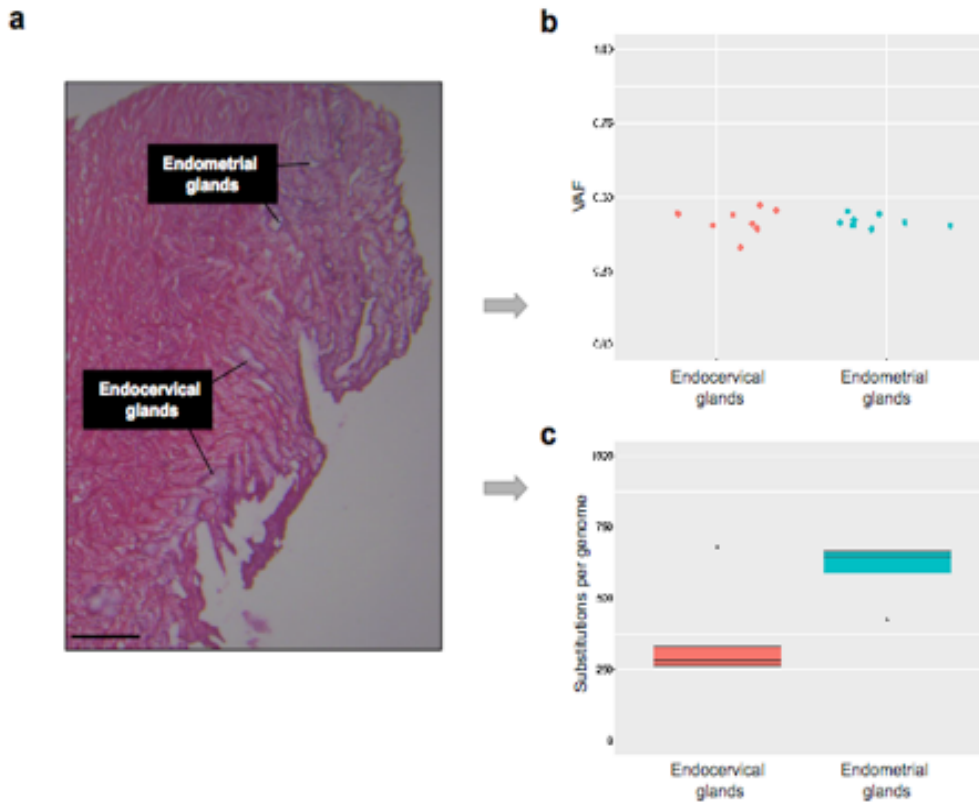 a
Endometrial
glands
Endocervical
glands
b
VAF
Endocervical
glands
Endometrial
glands
c
Substitutions per genome
750
500
250
0
Endocervical
glands
Endometrial
glands